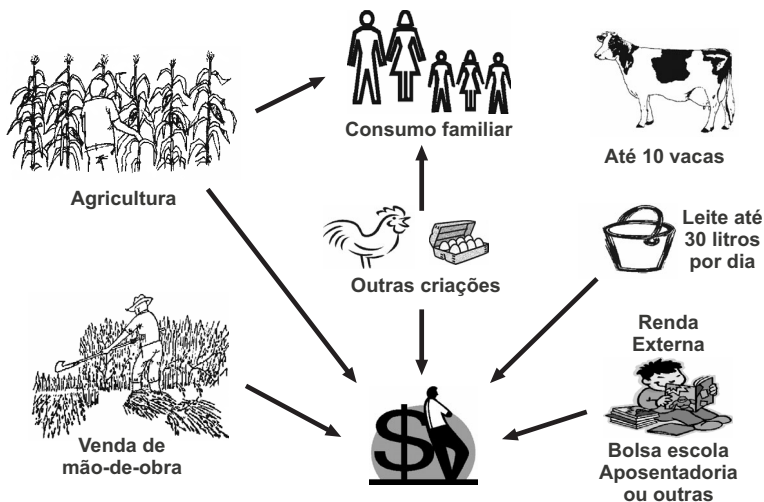 Consumo familiar
Até 10 vacas
Agricultura
Leite até
30 litros
por dia
Outras criações
Renda
Externa
Venda de
mão-de-obra
$
Bolsa escola
Aposentadoria
ou outras